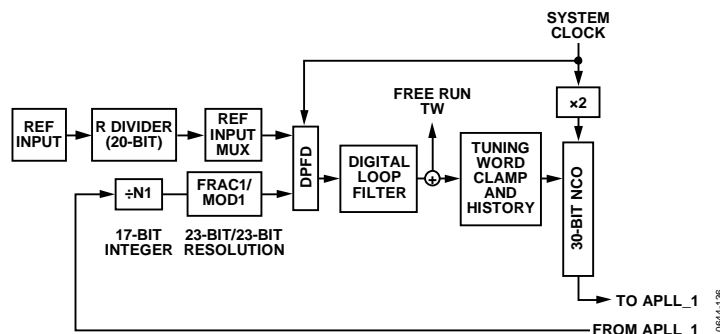 SYSTEM
CLOCK
FREE RUN
TW
×2
REF
INPUT
R DIVIDER
(20-BIT)
REF
INPUT
MUX
DPFD
DIGITAL
LOOP
FILTER
+
TUNING
WORD
CLAMP
AND
HISTORY
30-BIT NCO
÷N1
FRAC1/
MOD1
17-BIT
INTEGER
23-BIT/23-BIT
RESOLUTION
TO APLL_1
FROM APLL_1